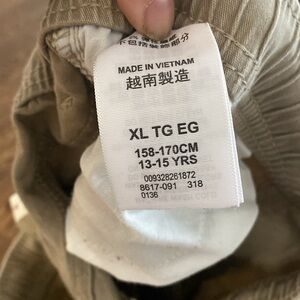 MADE IN VIETNAM
越南製造
XL TG EG
158-170CM
13-15 YRS
009328261872
8617-091 318
0136